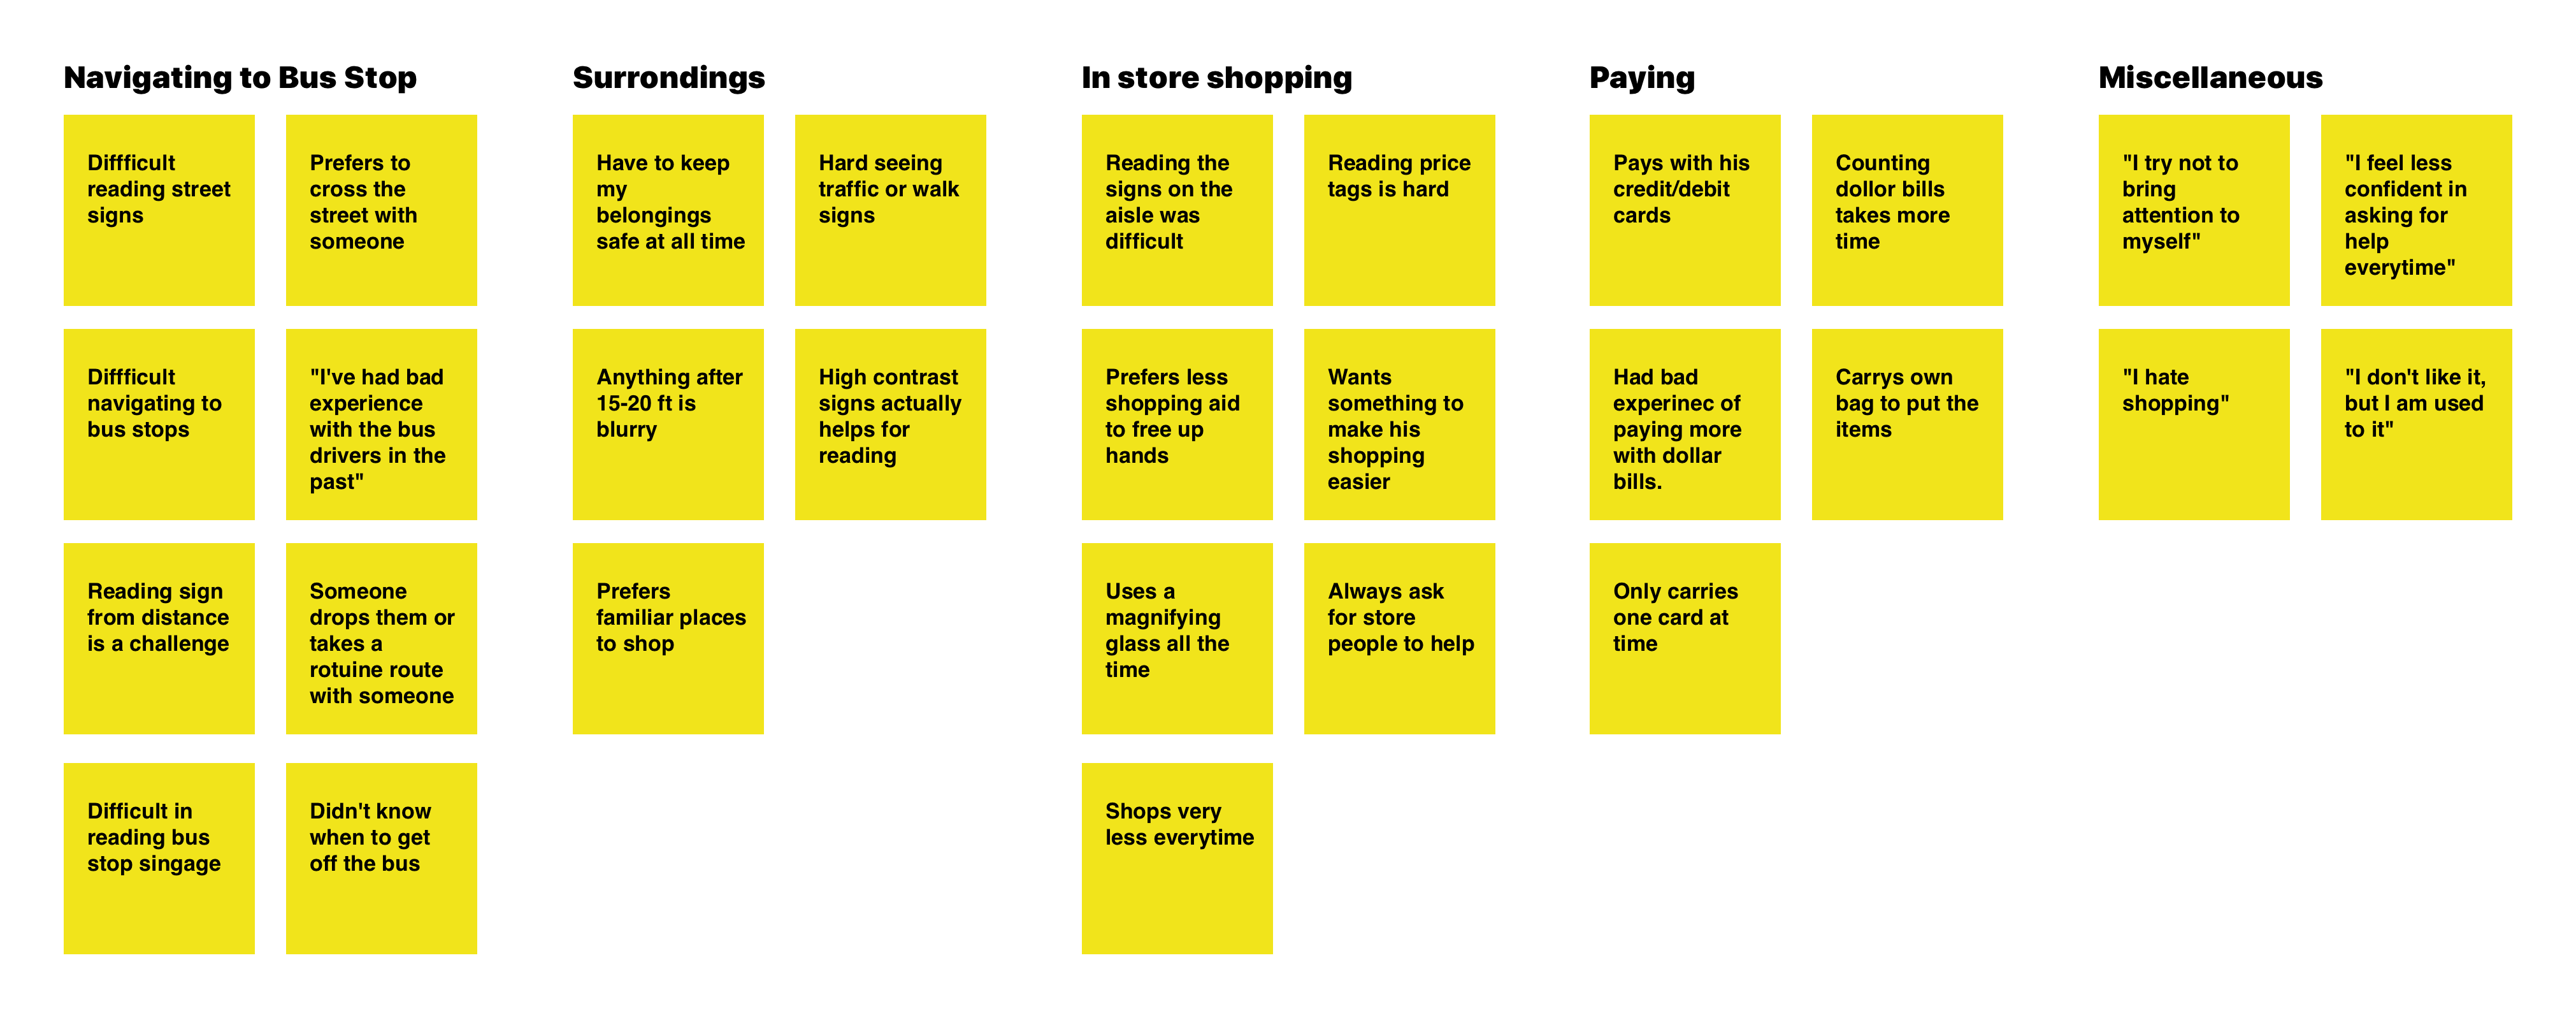 Navigating to Bus Stop
Diffficult
reading street
signs
Prefers to
cross the
street with
someone
Diffficult
navigating to
bus stops
"I've had bad
experience
with the bus
drivers in the
past"
Reading sign
from distance
is a challenge
Someone
drops them or
takes a
rotuine route
with someone
Difficult in
reading bus
stop singage
Didn't know
when to get
off the bus
Surrondings
Have to keep
my
belongings
safe at all time
Hard seeing
traffic or walk
signs
Anything after
15-20 ft is
blurry
High contrast
signs actually
helps for
reading
Prefers
familiar places
to shop
In store shopping
Reading the
signs on the
aisle was
difficult
Reading price
tags is hard
Prefers less
shopping aid
to free up
hands
Wants
something to
make his
shopping
easier
Uses a
magnifying
glass all the
time
Always ask
for store
people to help
Shops very
less everytime
Paying
Pays with his
credit/debit
cards
Counting
dollor bills
takes more
time
Had bad
experinec of
paying more
with dollar
bills.
Carrys own
bag to put the
items
Only carries
one card at
time
Miscellaneous
"I try not to
bring
attention to
myself"
"I feel less
confident in
asking for
help
everytime"
"I hate
shopping"
"I don't like it,
but I am used
to it"